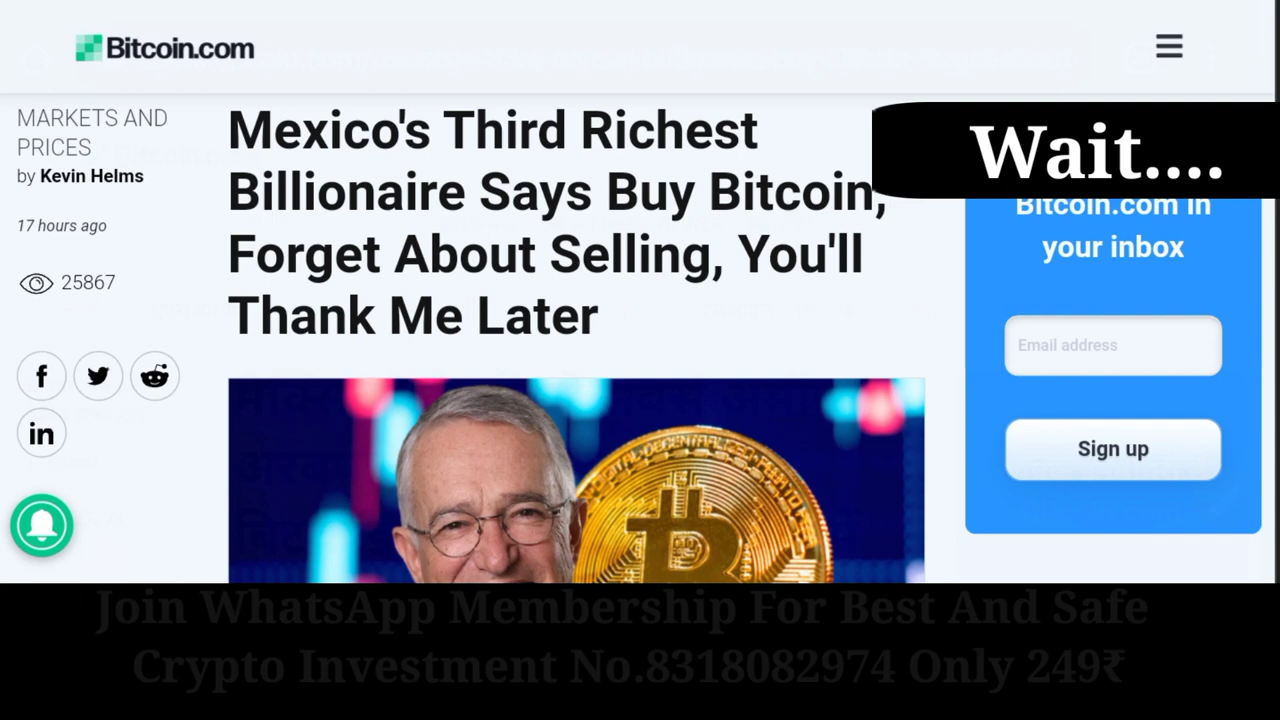 Bitcoin.com
MARKETS AND
PRICES
by Kevin Helms
17 hours ago
25867
Mexico's Third Richest
Billionaire Says Buy Bitcoin,
Forget About Selling, You'll
Thank Me Later
Wait....
Bitcoin.com in
your inbox
Email address
Sign up
Join WhatsApp Membership For Best And Safe
Crypto Investment No.8318082974 Only 249₹